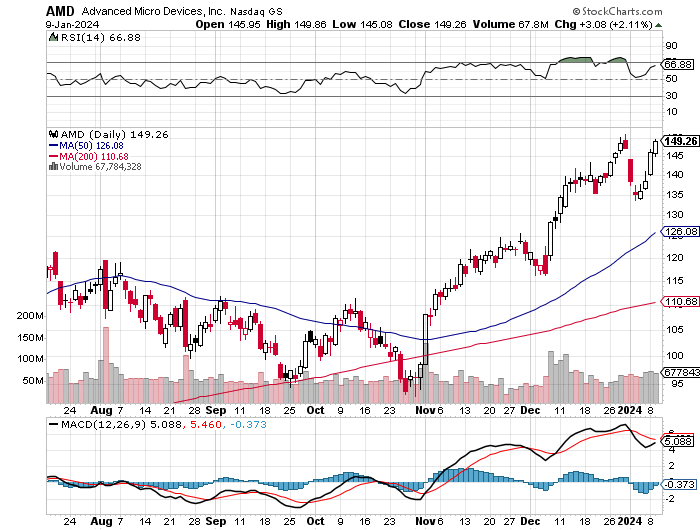 AMD Advanced Micro Devices, Inc. Nasdaq GS
© StockCharts.com
9-Jan-2024
Open 145.95 High 149.86 Low 145.08 Close 149.26 Volume 67.8M Chg +3.08 (+2.11%)
RSI(14) 66.88
90
70
66.88
50
30
10
AMD (Daily) 149.26
MA(50) 126.08
MA(200) 110.68
Volume 67,784,328
149.26
145
140
135
130
126.08
120
115
110.68
105
100
95
200M
150M
100M
50M
677843
24 Aug 7 14 21 28 Sep 11 18 25 Oct 9 16 23 Nov 6 13 20 27 Dec 11 18 26 2024 8
MACD(12,26,9) 5.088, 5.460, -0.373
6
5.088
4
2
-0.373
-2
24 Aug 7 14 21 28 Sep 11 18 25 Oct 9 16 23 Nov 6 13 20 27 Dec 11 18 26 2024 8